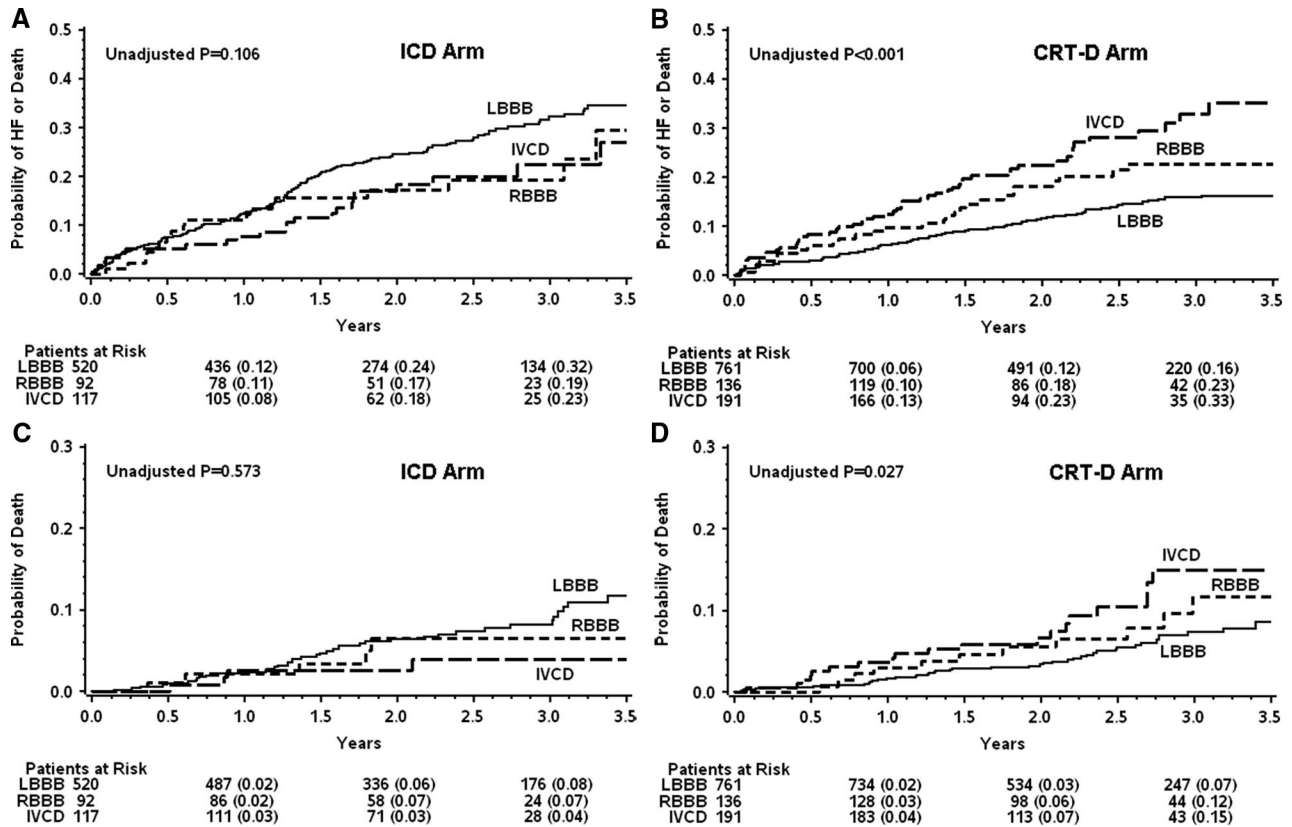 A
Unadjusted P=0.106
ICD Arm
Probability of HF or Death
0.5
0.4
0.3
0.2
0.1
0.0
LBBB
IVCD
RBBB
0.0 0.5 1.0 1.5 2.0 2.5 3.0 3.5
Years
Patients at Risk
LBBB 520 436 (0.12) 274 (0.24) 134 (0.32)
RBBB 92 78 (0.11) 51 (0.17) 23 (0.19)
IVCD 117 105 (0.08) 62 (0.18) 25 (0.23)
B
Unadjusted P<0.001
CRT-D Arm
Probability of HF or Death
0.5
0.4
0.3
0.2
0.1
0.0
IVCD
RBBB
LBBB
0.0 0.5 1.0 1.5 2.0 2.5 3.0 3.5
Years
Patients at Risk
LBBB 761 700 (0.06) 491 (0.12) 220 (0.16)
RBBB 136 119 (0.10) 86 (0.18) 42 (0.23)
IVCD 191 166 (0.13) 94 (0.23) 35 (0.33)
C
Unadjusted P=0.573
ICD Arm
Probability of Death
0.3
0.2
0.1
0.0
LBBB
RBBB
IVCD
0.0 0.5 1.0 1.5 2.0 2.5 3.0 3.5
Years
Patients at Risk
LBBB 520 487 (0.02) 336 (0.06) 176 (0.08)
RBBB 92 86 (0.02) 58 (0.07) 24 (0.07)
IVCD 117 111 (0.03) 71 (0.03) 28 (0.04)
D
Unadjusted P=0.027
CRT-D Arm
Probability of Death
0.3
0.2
0.1
0.0
IVCD
RBBB
LBBB
0.0 0.5 1.0 1.5 2.0 2.5 3.0 3.5
Years
Patients at Risk
LBBB 761 734 (0.02) 534 (0.03) 247 (0.07)
RBBB 136 128 (0.03) 98 (0.06) 44 (0.12)
IVCD 191 183 (0.04) 113 (0.07) 43 (0.15)